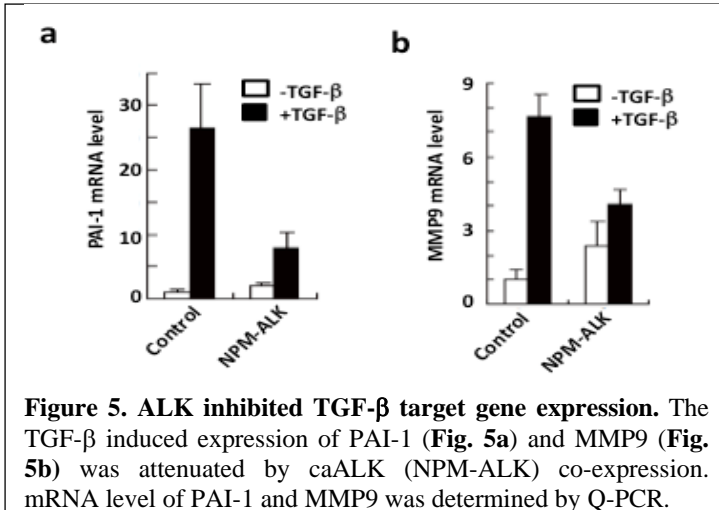 a
b
-TGF-β
+TGF-β
PAI-1 mRNA level
30
20
10
0
Control
NPM-ALK
-TGF-β
+TGF-β
MMP9 mRNA level
9
6
3
0
Control
NPM-ALK
Figure 5. ALK inhibited TGF-β target gene expression. The
TGF-β induced expression of PAI-1 (Fig. 5a) and MMP9 (Fig.
5b) was attenuated by caALK (NPM-ALK) co-expression.
mRNA level of PAI-1 and MMP9 was determined by Q-PCR.